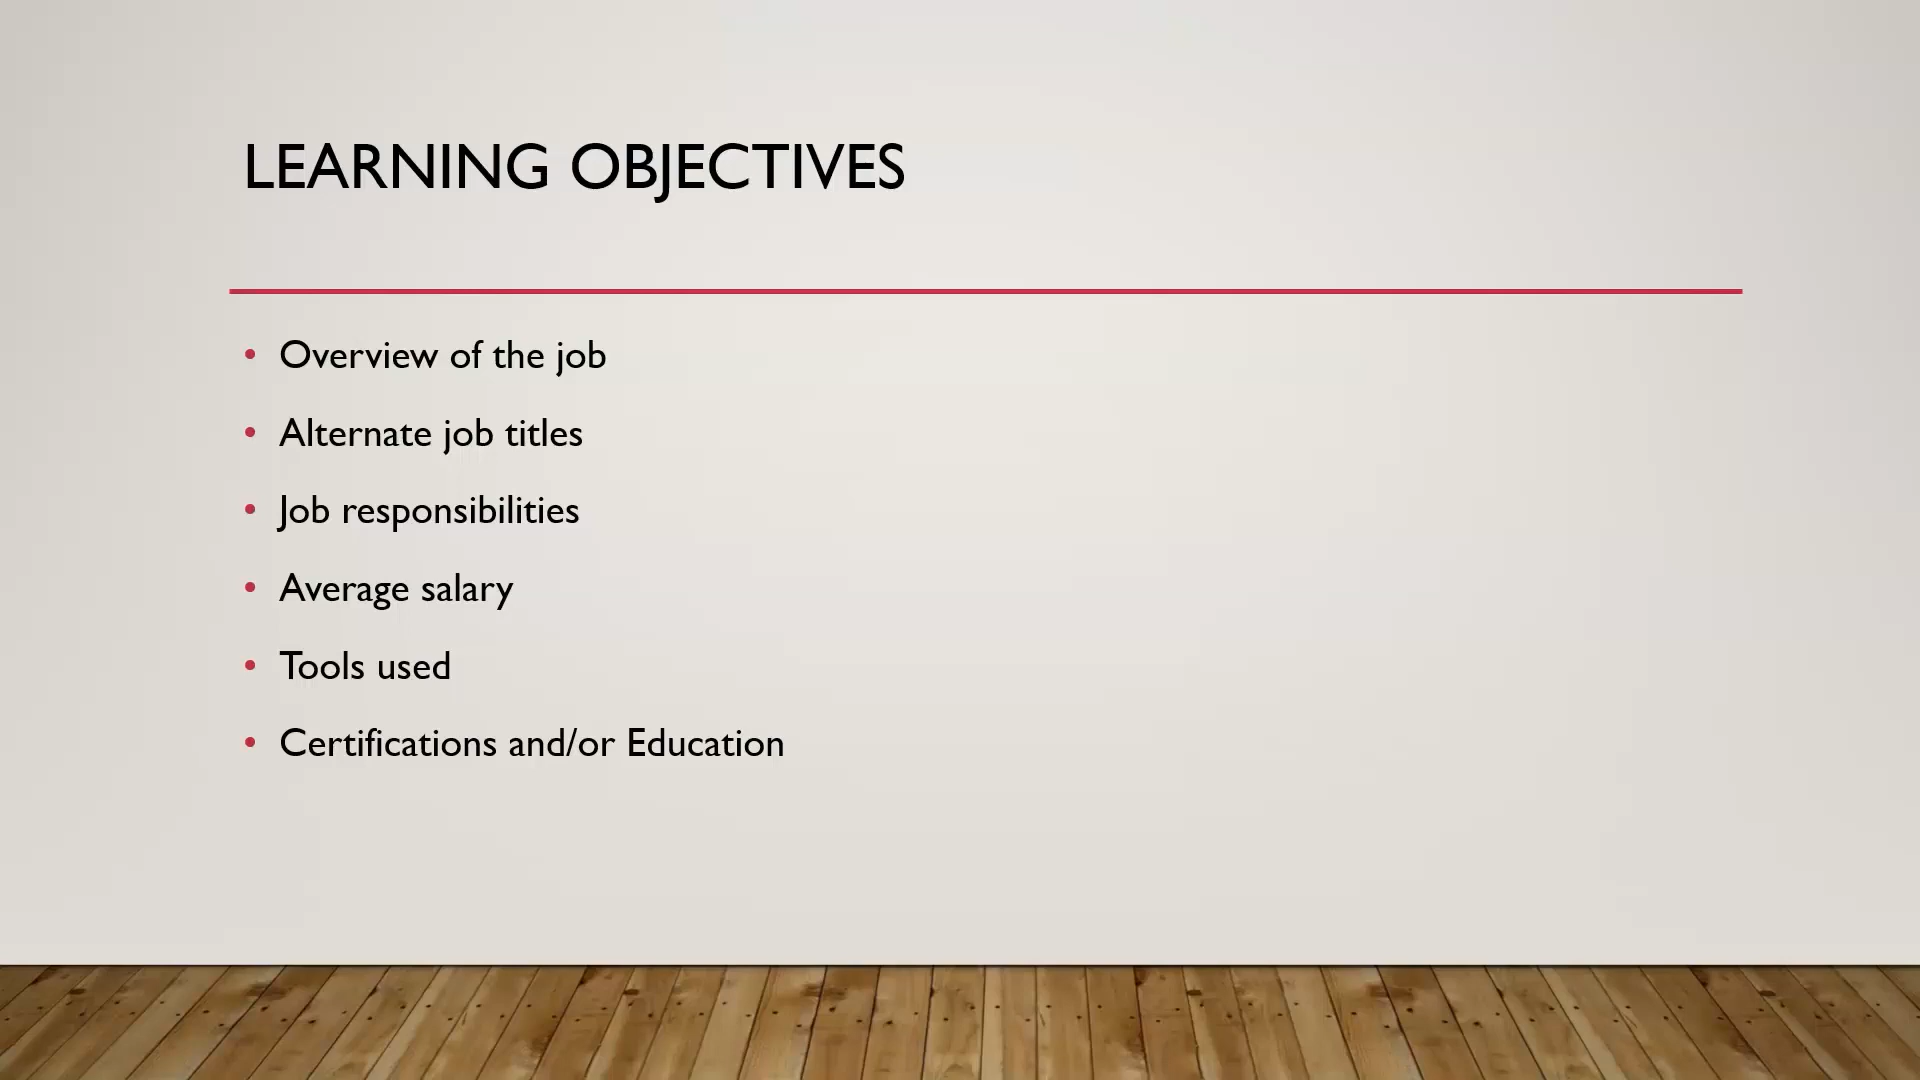 LEARNING OBJECTIVES
• Overview of the job
• Alternate job titles
• Job responsibilities
• Average salary
• Tools used
• Certifications and/or Education